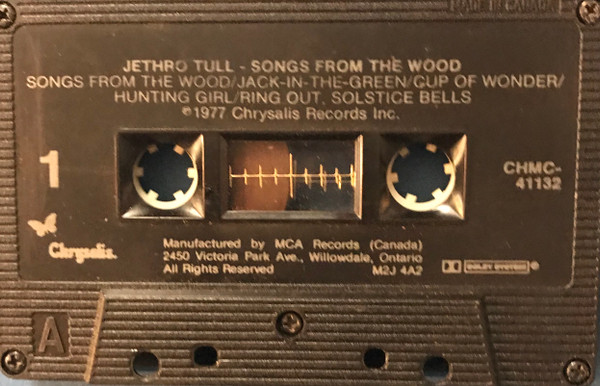 MADE IN CANADA
JETHRO TULL - SONGS FROM THE WOOD
SONGS FROM THE WOOD/JACK-IN-THE-GREEN/CUP OF WONDER/
HUNTING GIRL/RING OUT, SOLSTICE BELLS
℗1977 Chrysalis Records Inc.
1
CHMC-
41132
Chrysalis.
Manufactured by MCA Records (Canada)
2450 Victoria Park Ave., Willowdale, Ontario
All Rights Reserved M2J 4A2
DOLBY SYSTEM®
A